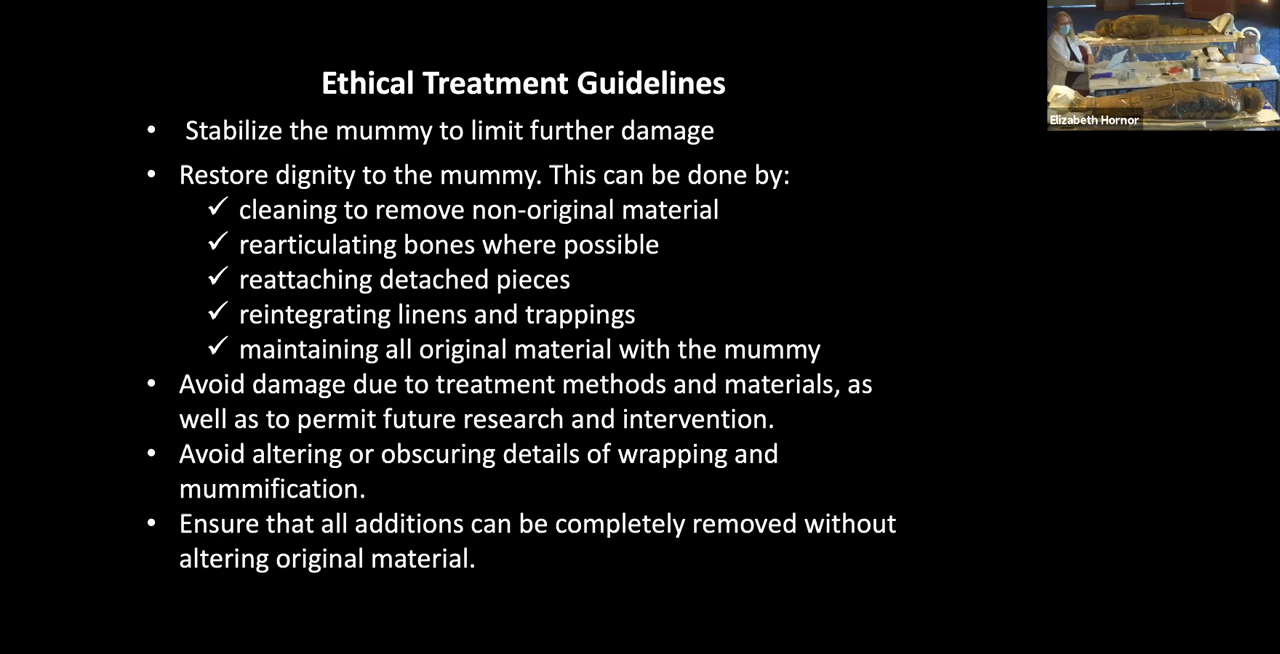 Ethical Treatment Guidelines
• Stabilize the mummy to limit further damage
• Restore dignity to the mummy. This can be done by:
✓ cleaning to remove non-original material
✓ rearticulating bones where possible
✓ reattaching detached pieces
✓ reintegrating linens and trappings
✓ maintaining all original material with the mummy
• Avoid damage due to treatment methods and materials, as
well as to permit future research and intervention.
• Avoid altering or obscuring details of wrapping and
mummification.
• Ensure that all additions can be completely removed without
altering original material.
Elizabeth Hornor